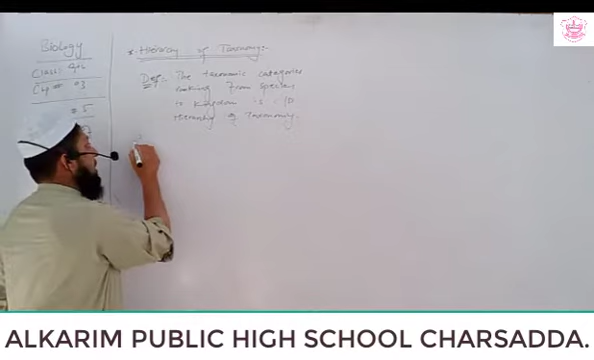 Biology
Class: 9th
Chp # 03
# 5
* Hierarchy of Taxonomy:-
Def: The taxonomic categories
ranking from species
to kingdom is c/d
Hierarchy of Taxonomy.
ALKARIM PUBLIC HIGH SCHOOL CHARSADDA.